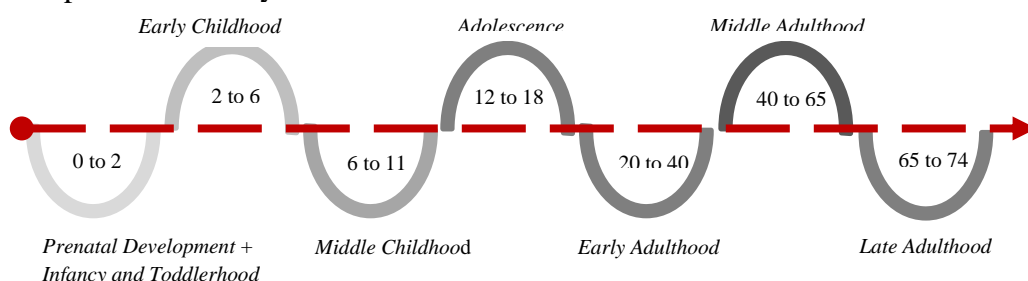 Early Childhood
Adolescence
Middle Adulthood
2 to 6
12 to 18
40 to 65
0 to 2
6 to 11
20 to 40
65 to 74
Prenatal Development +
Infancy and Toddlerhood
Middle Childhood
Early Adulthood
Late Adulthood